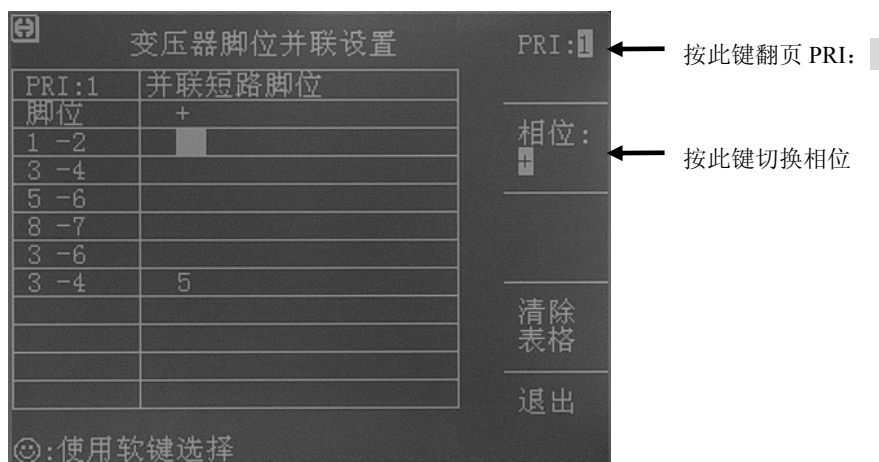 变压器脚位并联设置
PRI:1
按此键翻页 PRI：
PRI:1 并联短路脚位
脚位 +
1 -2
相位：
+
按此键切换相位
3 -4
5 -6
8 -7
3 -6
3 -4 5
清除
表格
退出
:使用软键选择